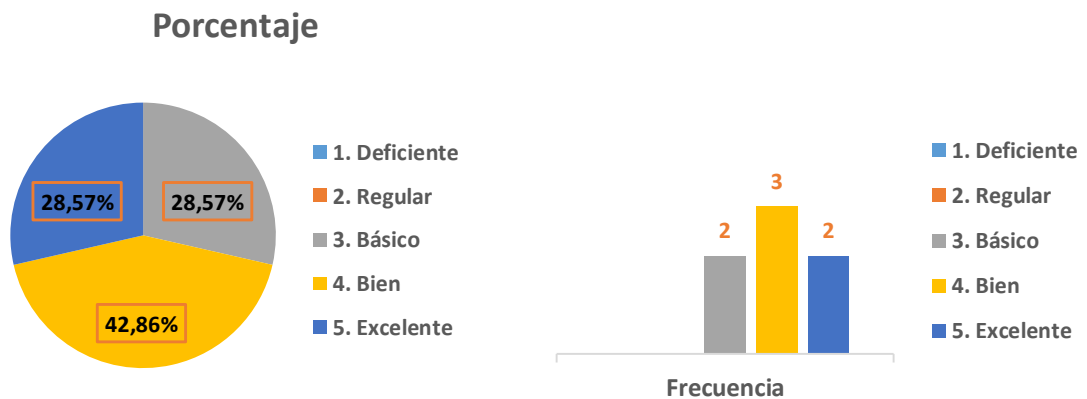 Porcentaje
28,57%
28,57%
42,86%
1. Deficiente
2. Regular
3. Básico
4. Bien
5. Excelente
2
3
2
Frecuencia
1. Deficiente
2. Regular
3. Básico
4. Bien
5. Excelente